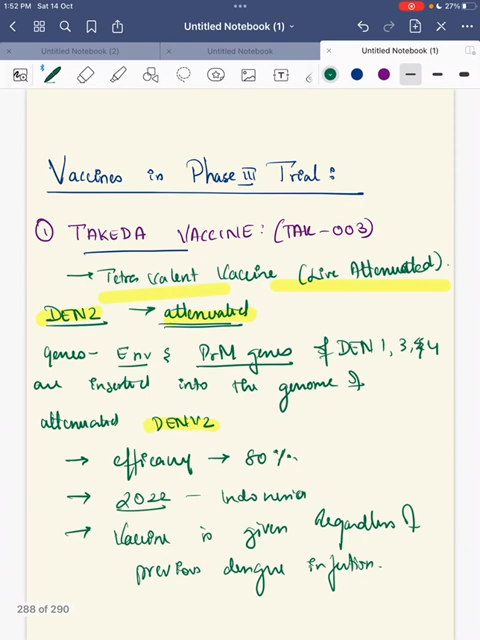 1:52 PM Sat 14 Oct
27%
Untitled Notebook (1)
Untitled Notebook (2)
Untitled Notebook
Untitled Notebook (1)
Vaccines in Phase III Trial:
① TAKEDA VACCINE: (TAK-003)
→ Tetra valent Vaccine (Live Attenuated).
DEN2 → attenuated
genes- Env & PrM genes of DEN 1, 3, & 4
are inserted into the genome of
attenuated DENV2
→ efficacy → 80%.
→ 2022 - Indonesia
→ Vaccine is given Regardless of
previous dengue infection.
288 of 290